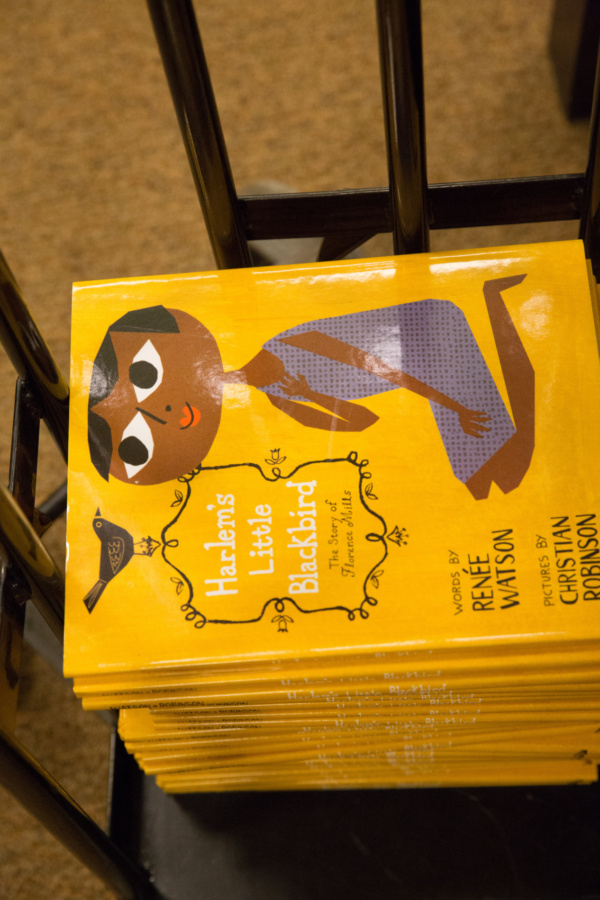 Harlem's
Little
Blackbird
The Story of
Florence Mills
WORDS BY
RENÉE
WATSON
PICTURES BY
CHRISTIAN
ROBINSON